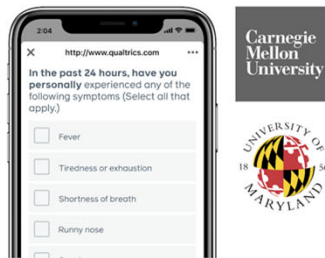 2:04
http://www.qualtrics.com
In the past 24 hours, have you
personally experienced any of the
following symptoms (Select all that
apply.)
Fever
Tiredness or exhaustion
Shortness of breath
Runny nose
Carnegie
Mellon
University
UNIVERSITY OF
18 56
MARYLAND